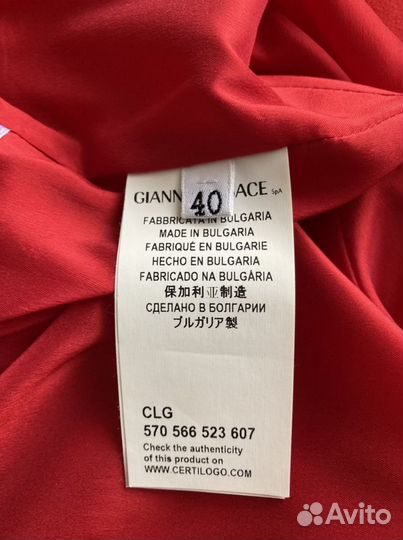 GIANN ACE SpA
40
FABBRICATA IN BULGARIA
MADE IN BULGARIA
FABRIQUÉ EN BULGARIE
HECHO EN BULGARIA
FABRICADO NA BULGÁRIA
保加利亚制造
СДЕЛАНО В БОЛГАРИИ
ブルガリア製
CLG
570 566 523 607
Check the authenticity
of this product on
WWW.CERTILOGO.COM
Avito